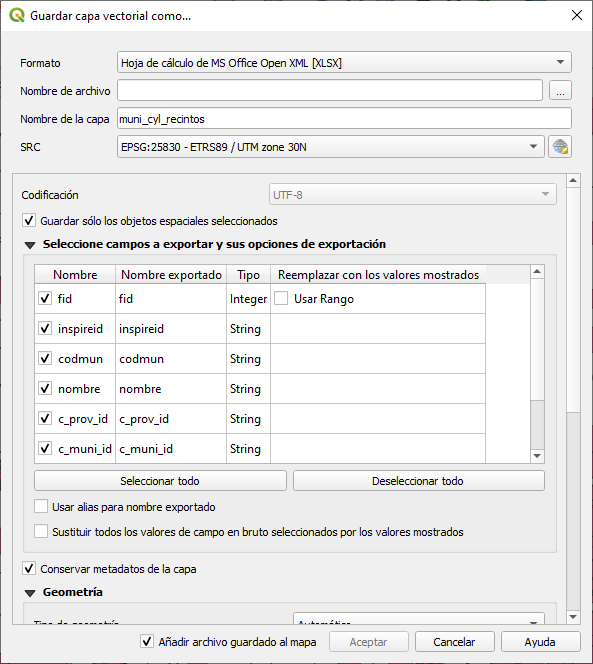 Guardar capa vectorial como...
Formato Hoja de cálculo de MS Office Open XML [XLSX]
Nombre de archivo ...
Nombre de la capa muni_cyl_recintos
SRC EPSG:25830 - ETRS89 / UTM zone 30N
Codificación UTF-8
Guardar sólo los objetos espaciales seleccionados
Seleccione campos a exportar y sus opciones de exportación
Nombre Nombre exportado Tipo Reemplazar con los valores mostrados
fid fid Integer Usar Rango
inspireid inspireid String
codmun codmun String
nombre nombre String
c_prov_id c_prov_id String
c_muni_id c_muni_id String
Seleccionar todo Deseleccionar todo
Usar alias para nombre exportado
Sustituir todos los valores de campo en bruto seleccionados por los valores mostrados
Conservar metadatos de la capa
Geometría
Tipo de geometría Automática
Añadir archivo guardado al mapa Aceptar Cancelar Ayuda